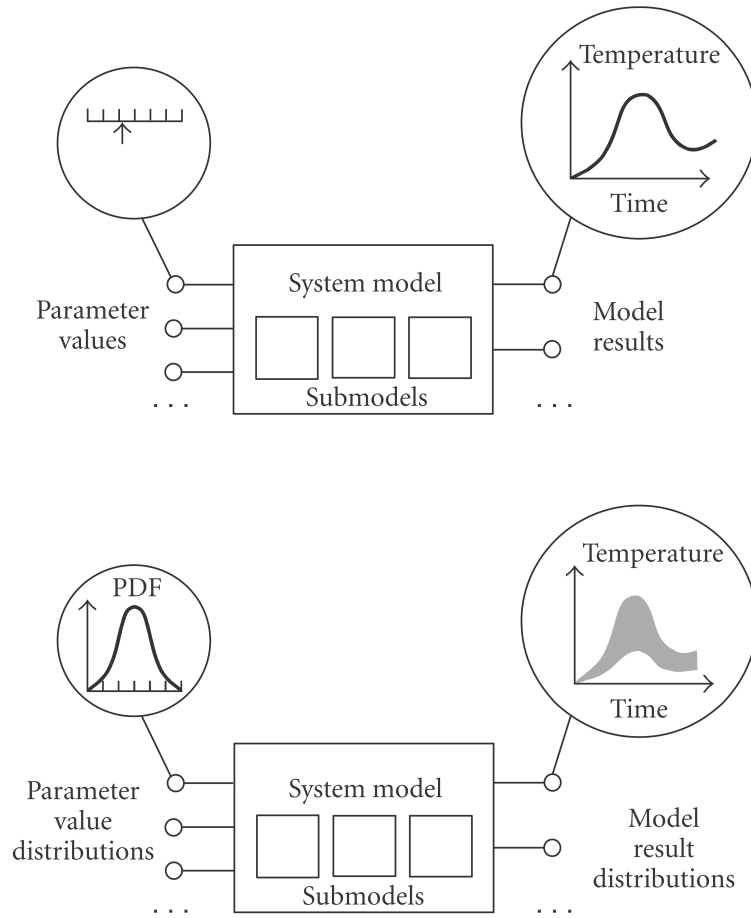 Temperature
Time
System model
Parameter
values
Model
results
Submodels
. . .
. . .
Temperature
PDF
Time
System model
Parameter
value
distributions
Model
result
distributions
Submodels
. . .
. . .